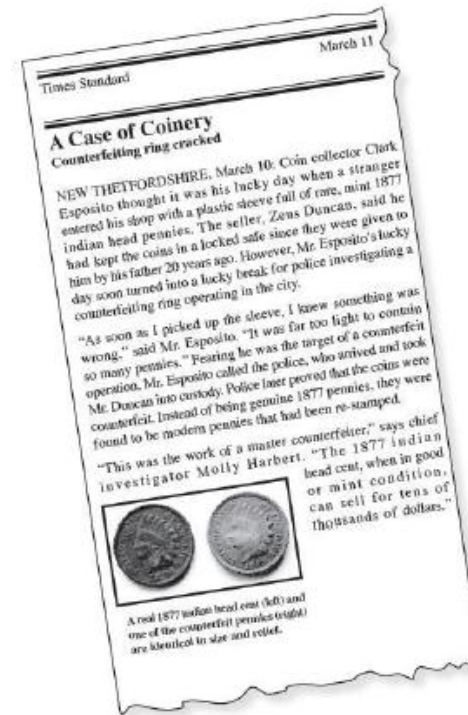 Times Standard
March 11
A Case of Coinery
Counterfeiting ring cracked
NEW THETFORDSHIRE, March 10: Coin collector Clark
Esposito thought it was his lucky day when a stranger
entered his shop with a plastic sleeve full of rare, mint 1877
indian head pennies. The seller, Zeus Duncan, said he
had kept the coins in a locked safe since they were given to
him by his father 20 years ago. However, Mr. Esposito's lucky
day soon turned into a lucky break for police investigating a
counterfeiting ring operating in the city.
"As soon as I picked up the sleeve, I knew something was
wrong," said Mr. Esposito. "It was far too light to contain
so many pennies." Fearing he was the target of a counterfeit
operation, Mr. Esposito called the police, who arrived and took
Mr. Duncan into custody. Police later proved that the coins were
counterfeit. Instead of being genuine 1877 pennies, they were
found to be modern pennies that had been re-stamped.
"This was the work of a master counterfeiter," says chief
investigator Molly Harbert. "The 1877 indian
head cent, when in good
or mint condition,
can sell for tens of
thousands of dollars."
A real 1877 indian head cent (left) and
one of the counterfeit pennies (right)
are identical in size and relief.